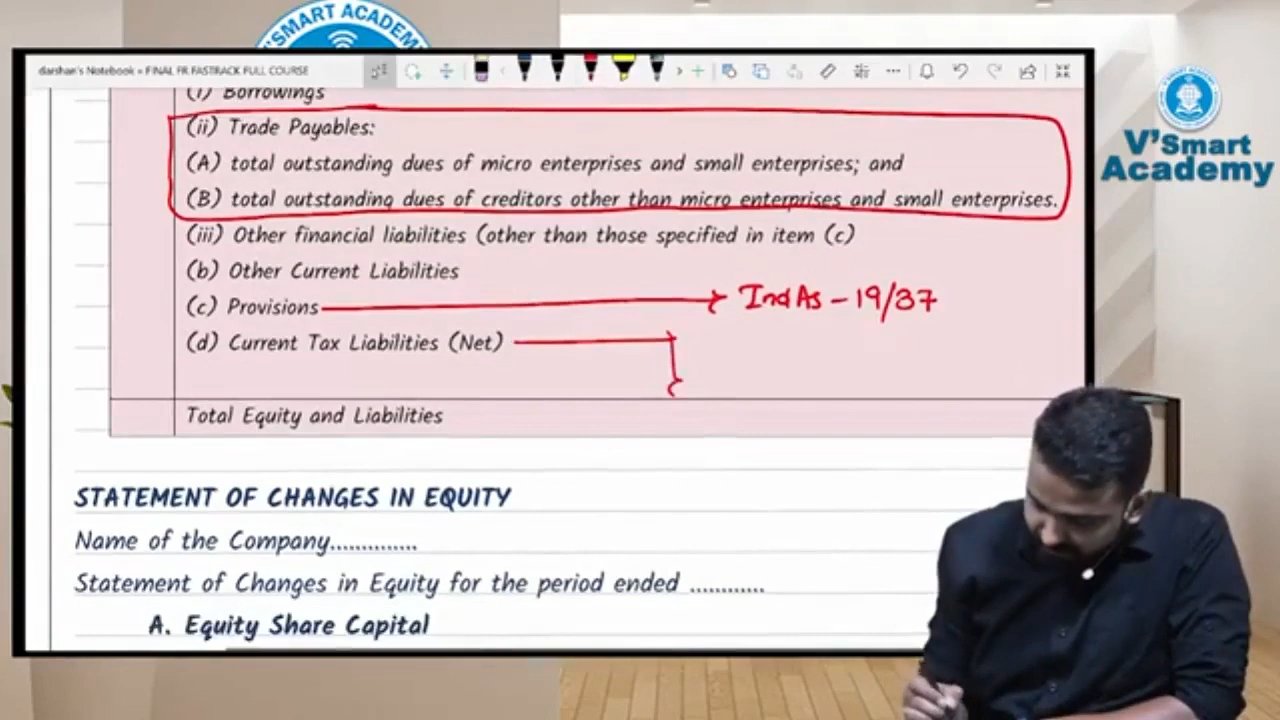 V'SMART ACADEMY
darshan's Notebook » FINAL FR FASTRACK FULL COURSE
V'Smart
Academy
(i) Borrowings
(ii) Trade Payables:
(A) total outstanding dues of micro enterprises and small enterprises; and
(B) total outstanding dues of creditors other than micro enterprises and small enterprises.
(iii) Other financial liabilities (other than those specified in item (c)
(b) Other Current Liabilities
(c) Provisions IndAs - 19/37
(d) Current Tax Liabilities (Net)
Total Equity and Liabilities
STATEMENT OF CHANGES IN EQUITY
Name of the Company..............
Statement of Changes in Equity for the period ended ............
A. Equity Share Capital